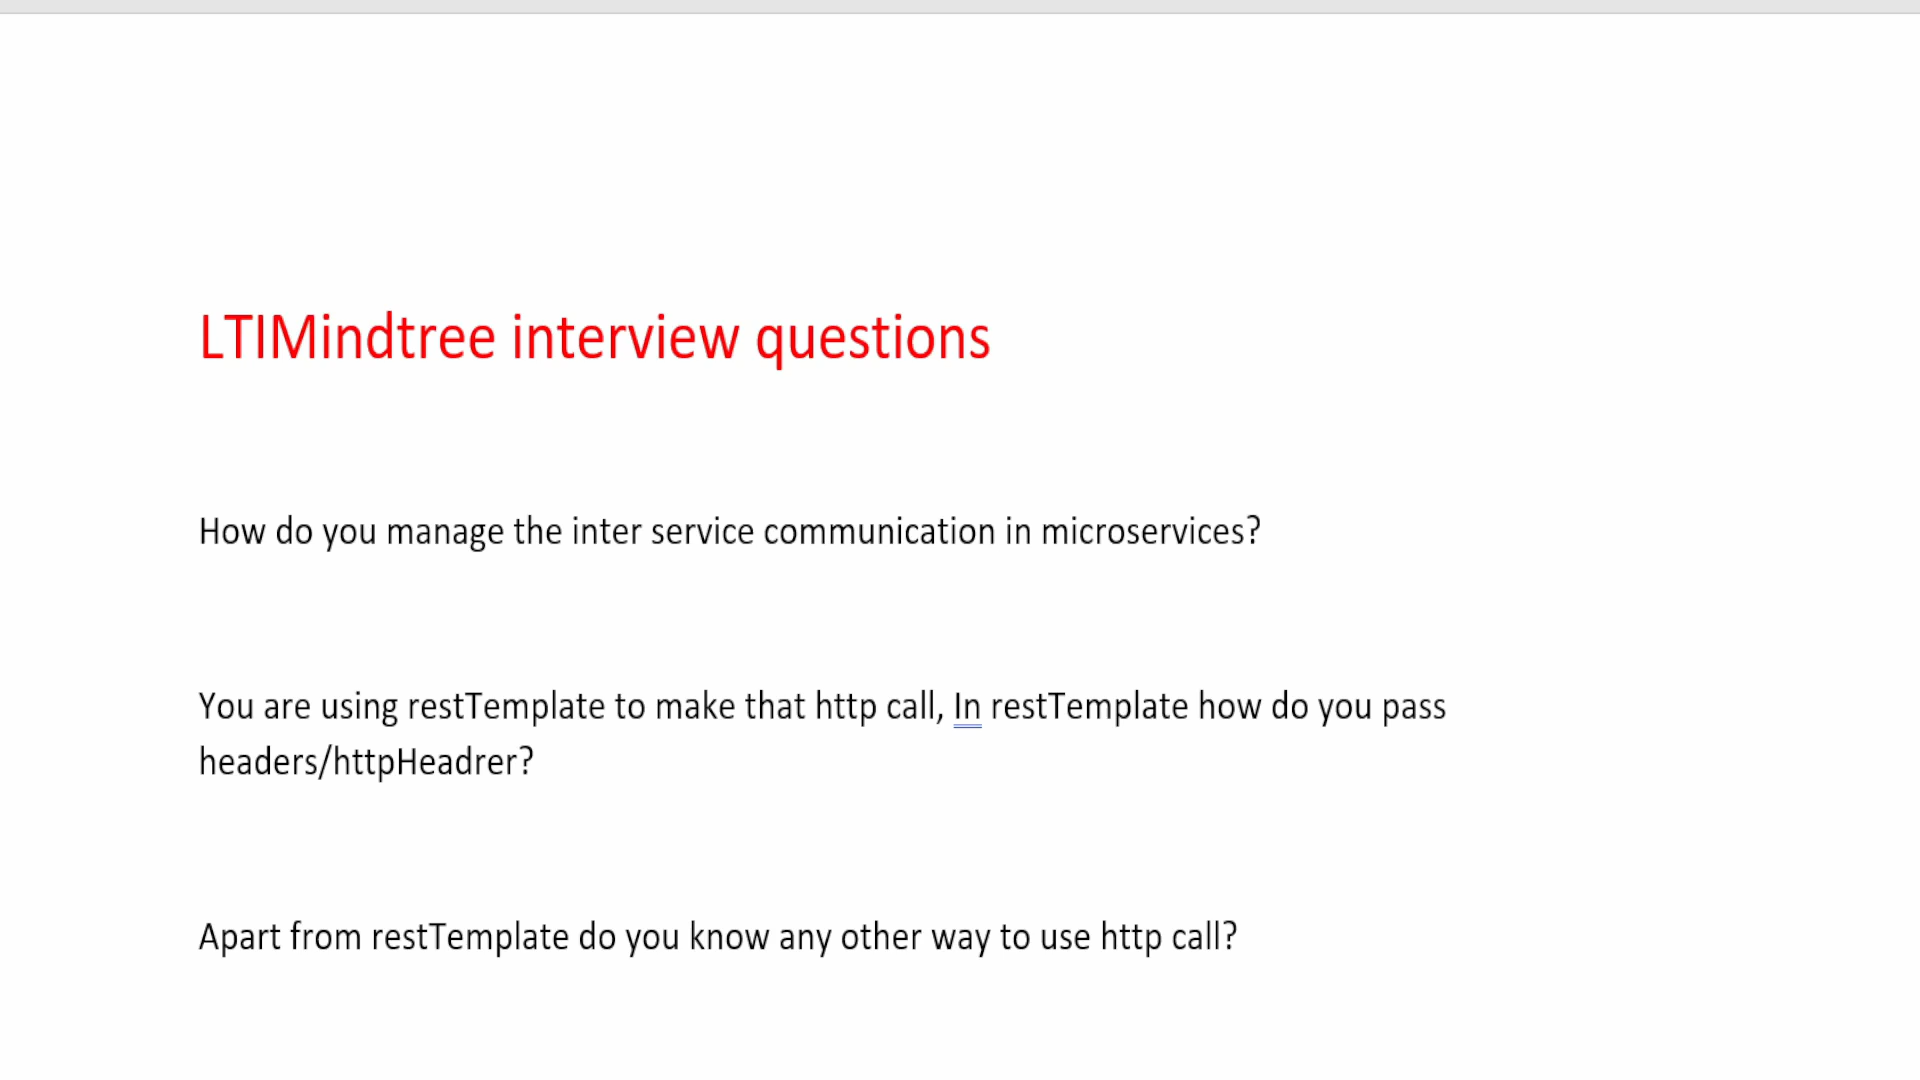 LTIMindtree interview questions
How do you manage the inter service communication in microservices?
You are using restTemplate to make that http call, In restTemplate how do you pass
headers/httpHeadrer?
Apart from restTemplate do you know any other way to use http call?